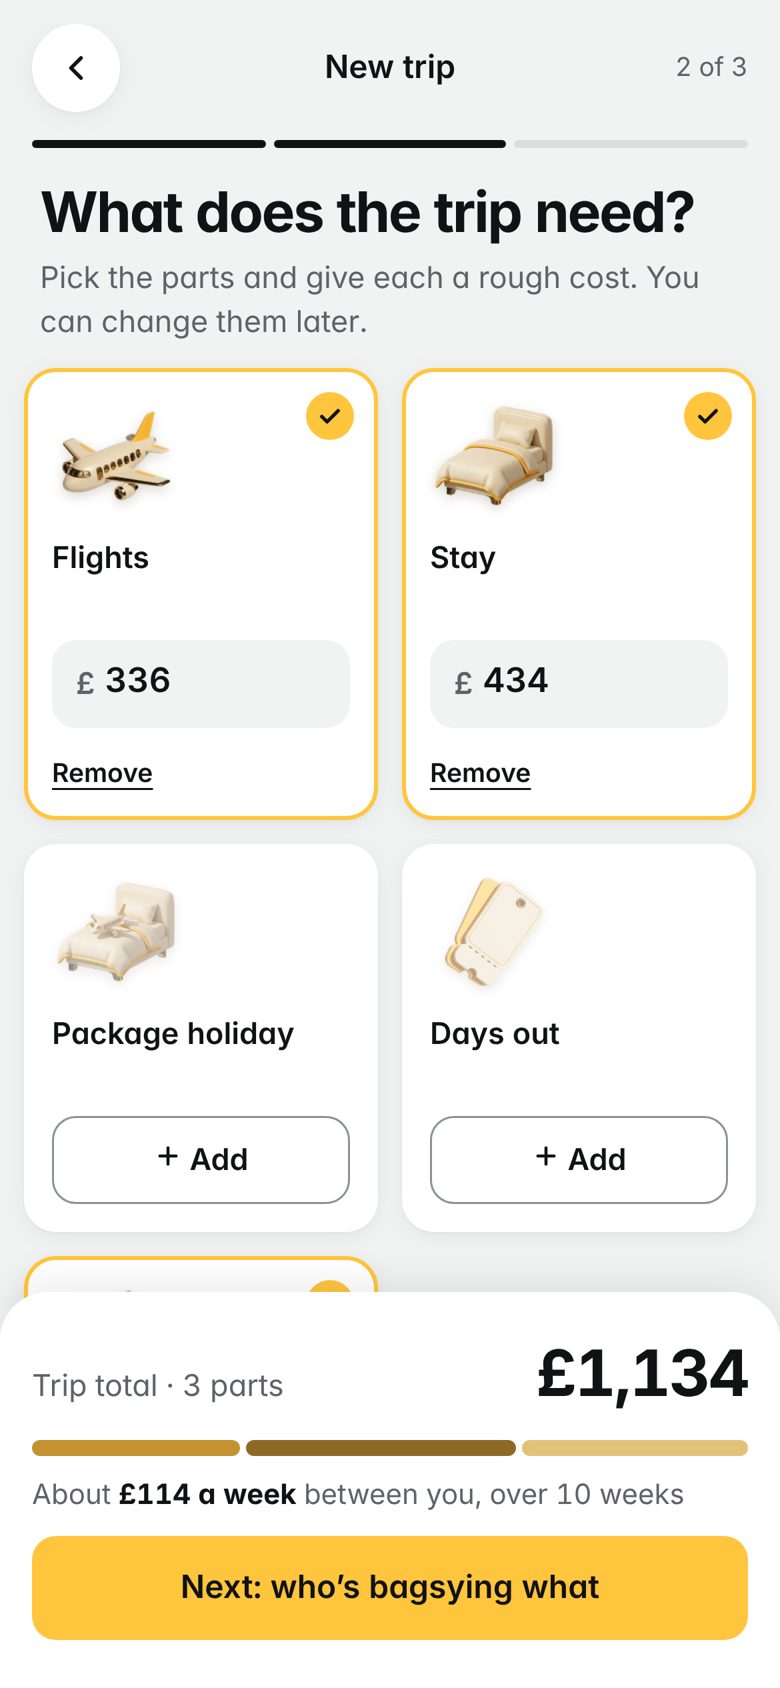 New trip
2 of 3
What does the trip need?
Pick the parts and give each a rough cost. You
can change them later.
Flights
£ 336
Remove
Stay
£ 434
Remove
Package holiday
+ Add
Days out
+ Add
Trip total · 3 parts
£1,134
About £114 a week between you, over 10 weeks
Next: who’s bagsying what